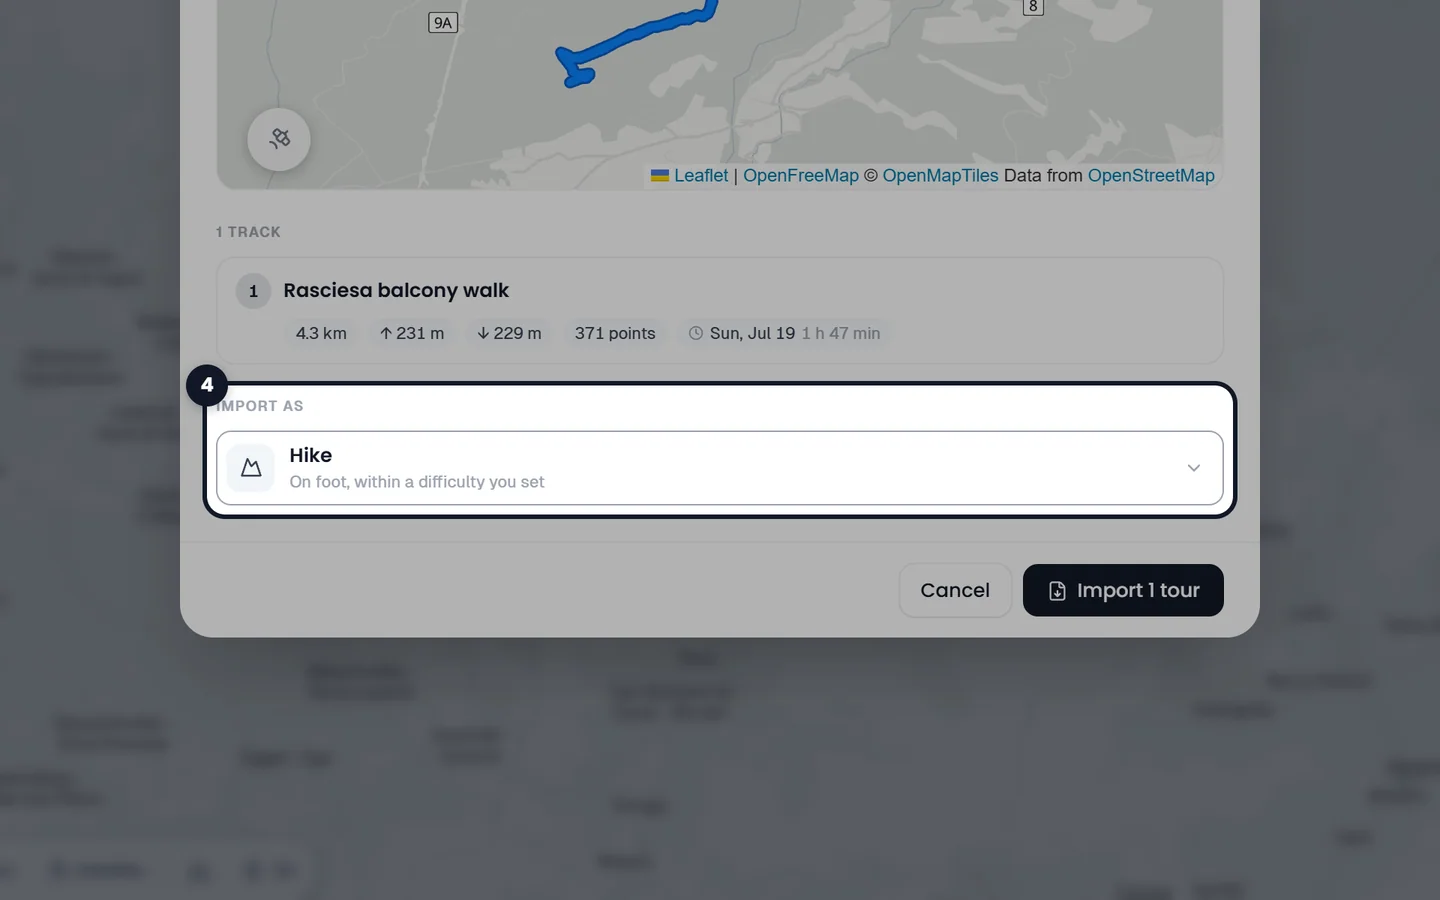 9A
8
Leaflet | OpenFreeMap © OpenMapTiles Data from OpenStreetMap
1 TRACK
1 Rasciesa balcony walk
4.3 km ↑ 231 m ↓ 229 m 371 points Sun, Jul 19 1 h 47 min
4
IMPORT AS
Hike
On foot, within a difficulty you set
Cancel Import 1 tour